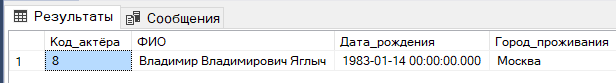 Результаты Сообщения
Код_актёра ФИО Дата_рождения Город_проживания
1 8 Владимир Владимирович Яглыч 1983-01-14 00:00:00.000 Москва